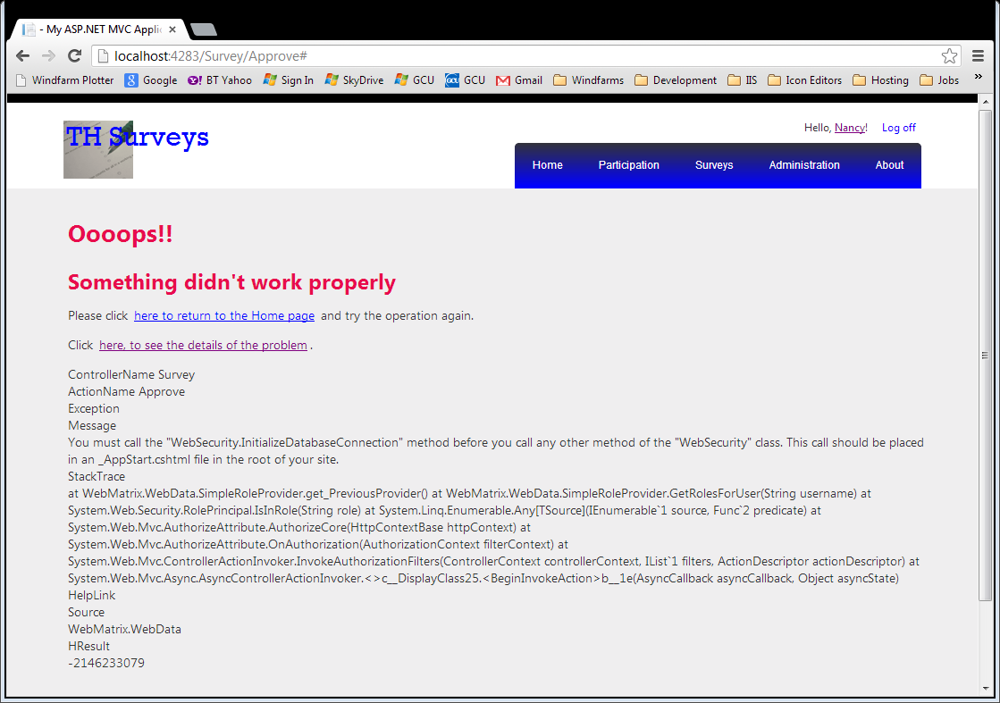 - My ASP.NET MVC Applic
localhost:4283/Survey/Approve#
Windfarm Plotter Google BT Yahoo Sign In SkyDrive GCU GCU Gmail Windfarms Development IIS Icon Editors Hosting Jobs »
TH Surveys
Hello, Nancy! Log off
Home Participation Surveys Administration About
Oooops!!
Something didn't work properly
Please click here to return to the Home page and try the operation again.
Click here, to see the details of the problem .
ControllerName Survey
ActionName Approve
Exception
Message
You must call the "WebSecurity.InitializeDatabaseConnection" method before you call any other method of the "WebSecurity" class. This call should be placed
in an _AppStart.cshtml file in the root of your site.
StackTrace
at WebMatrix.WebData.SimpleRoleProvider.get_PreviousProvider() at WebMatrix.WebData.SimpleRoleProvider.GetRolesForUser(String username) at
System.Web.Security.RolePrincipal.IsInRole(String role) at System.Linq.Enumerable.Any[TSource](IEnumerable`1 source, Func`2 predicate) at
System.Web.Mvc.AuthorizeAttribute.AuthorizeCore(HttpContextBase httpContext) at
System.Web.Mvc.AuthorizeAttribute.OnAuthorization(AuthorizationContext filterContext) at
System.Web.Mvc.ControllerActionInvoker.InvokeAuthorizationFilters(ControllerContext controllerContext, IList`1 filters, ActionDescriptor actionDescriptor) at
System.Web.Mvc.Async.AsyncControllerActionInvoker.<>c__DisplayClass25.<BeginInvokeAction>b__1e(AsyncCallback asyncCallback, Object asyncState)
HelpLink
Source
WebMatrix.WebData
HResult
-2146233079